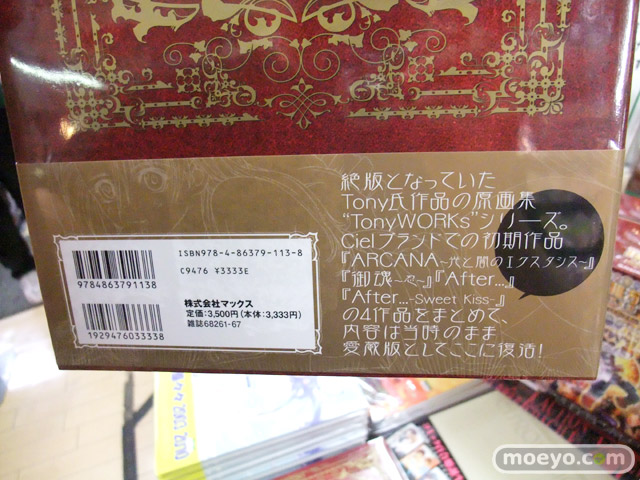 絶版となっていた
Tony氏作品の原画集
“TonyWORKs”シリーズ。
Cielブランドでの初期作品
『ARCANA~光と闇のエクスタシス~』
『御魂~忍~』『After…』
『After…-Sweet Kiss-』
の4作品をまとめて、
内容は当時のまま
愛蔵版としてここに復活!
ISBN978-4-86379-113-8
C9476 ¥3333E
9784863791138
株式会社マックス
定価:3,500円(本体:3,333円)
雑誌68261-67
1929476033338
moeyo.com